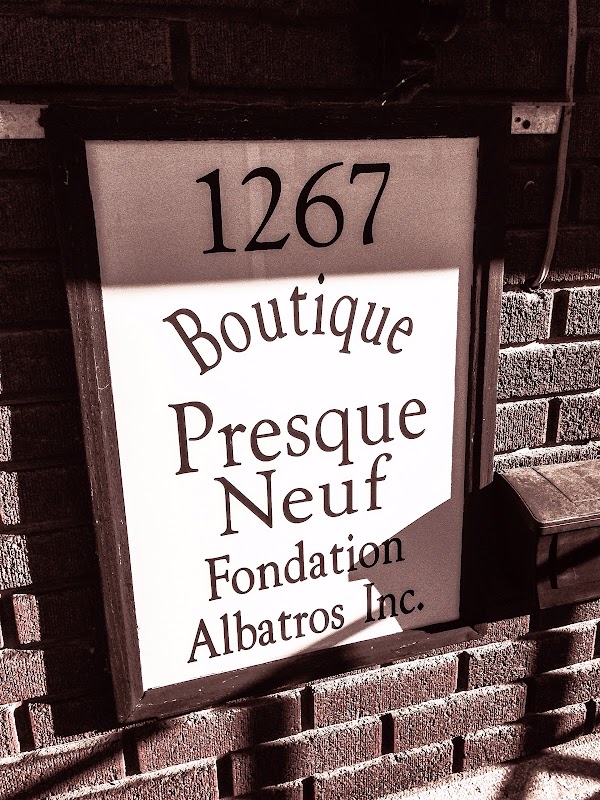 1267
Boutique
Presque
Neuf
Fondation
Albatros Inc.